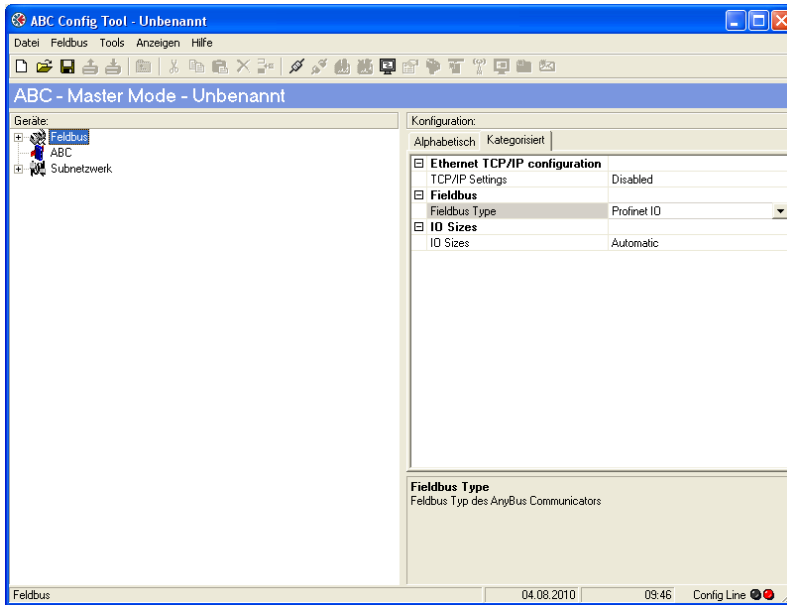 ABC Config Tool - Unbenannt
Datei Feldbus Tools Anzeigen Hilfe
ABC - Master Mode - Unbenannt
Geräte:
Feldbus
ABC
Subnetzwerk
Konfiguration:
Alphabetisch Kategorisiert
Ethernet TCP/IP configuration
TCP/IP Settings Disabled
Fieldbus
Fieldbus Type Profinet IO
IO Sizes
IO Sizes Automatic
Fieldbus Type
Feldbus Typ des AnyBus Communicators
Feldbus 04.08.2010 09:46 Config Line